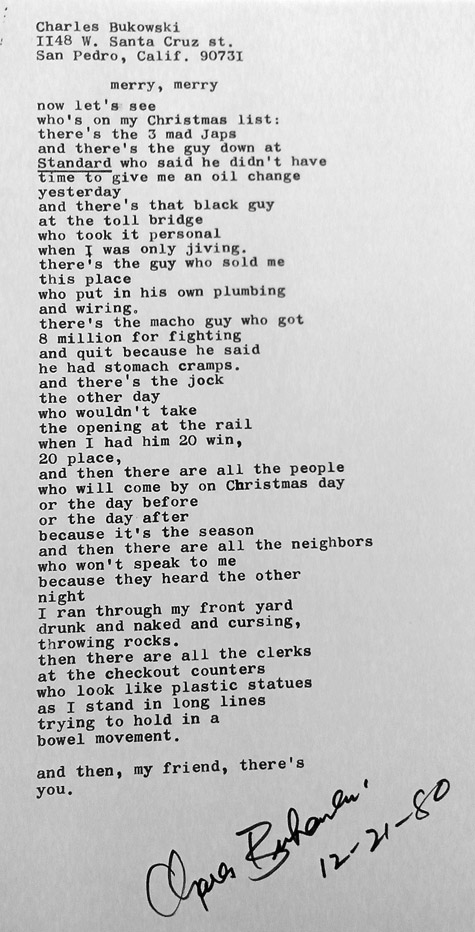 Charles Bukowski
II48 W. Santa Cruz st.
San Pedro, Calif. 9073I
merry, merry
now let's see
who's on my Christmas list:
there's the 3 mad Japs
and there's the guy down at
Standard who said he didn't have
time to give me an oil change
yesterday
and there's that black guy
at the toll bridge
who took it personal
when I was only jiving.
there's the guy who sold me
this place
who put in his own plumbing
and wiring.
there's the macho guy who got
8 million for fighting
and quit because he said
he had stomach cramps.
and there's the jock
the other day
who wouldn't take
the opening at the rail
when I had him 20 win,
20 place,
and then there are all the people
who will come by on Christmas day
or the day before
or the day after
because it's the season
and then there are all the neighbors
who won't speak to me
because they heard the other
night
I ran through my front yard
drunk and naked and cursing,
throwing rocks.
then there are all the clerks
at the checkout counters
who look like plastic statues
as I stand in long lines
trying to hold in a
bowel movement.
and then, my friend, there's
you.
Charles Bukowski
12-21-80